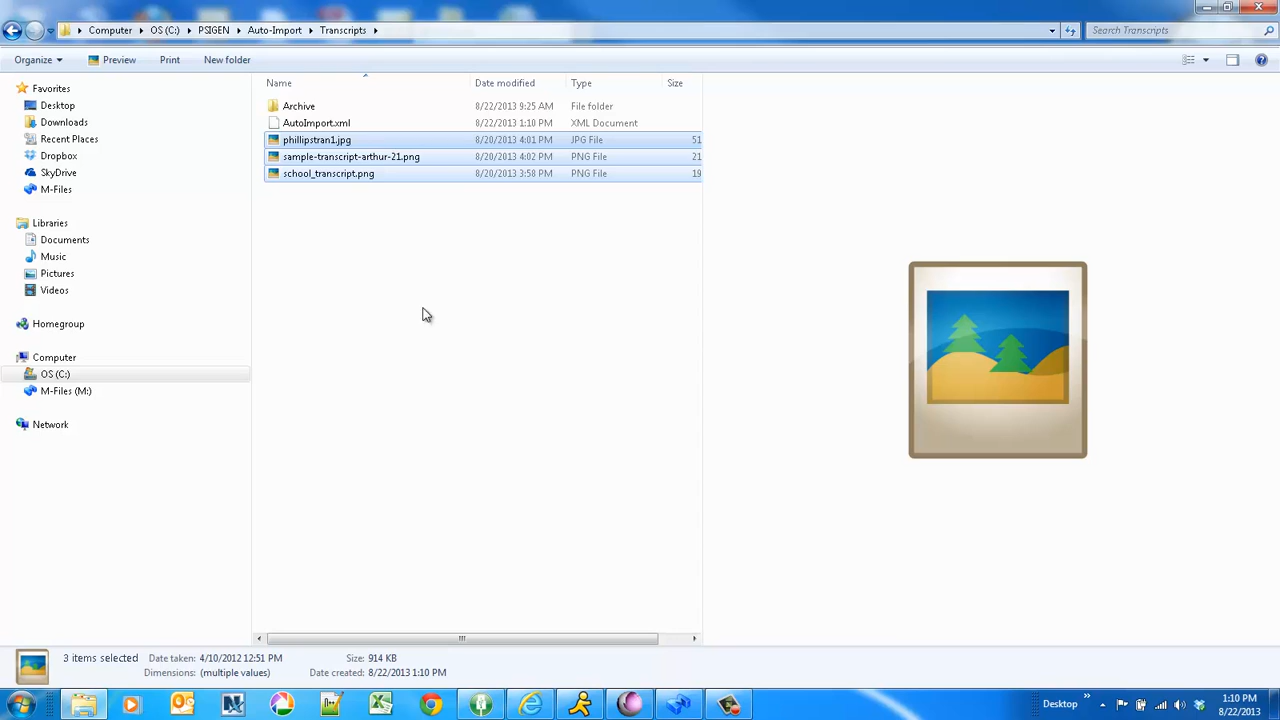 Computer OS (C:) PSIGEN Auto-Import Transcripts Search Transcripts
Organize Preview Print New folder
Favorites
Desktop
Downloads
Recent Places
Dropbox
SkyDrive
M-Files
Libraries
Documents
Music
Pictures
Videos
Homegroup
Computer
OS (C:)
M-Files (M:)
Network
Name Date modified Type Size
Archive 8/22/2013 9:25 AM File folder
AutoImport.xml 8/22/2013 1:10 PM XML Document
phillipstran1.jpg 8/20/2013 4:01 PM JPG File 51
sample-transcript-arthur-21.png 8/20/2013 4:02 PM PNG File 21
school_transcript.png 8/20/2013 3:58 PM PNG File 19
3 items selected Date taken: 4/10/2012 12:51 PM Size: 914 KB
Dimensions: (multiple values) Date created: 8/22/2013 1:10 PM
Desktop 1:10 PM
8/22/2013